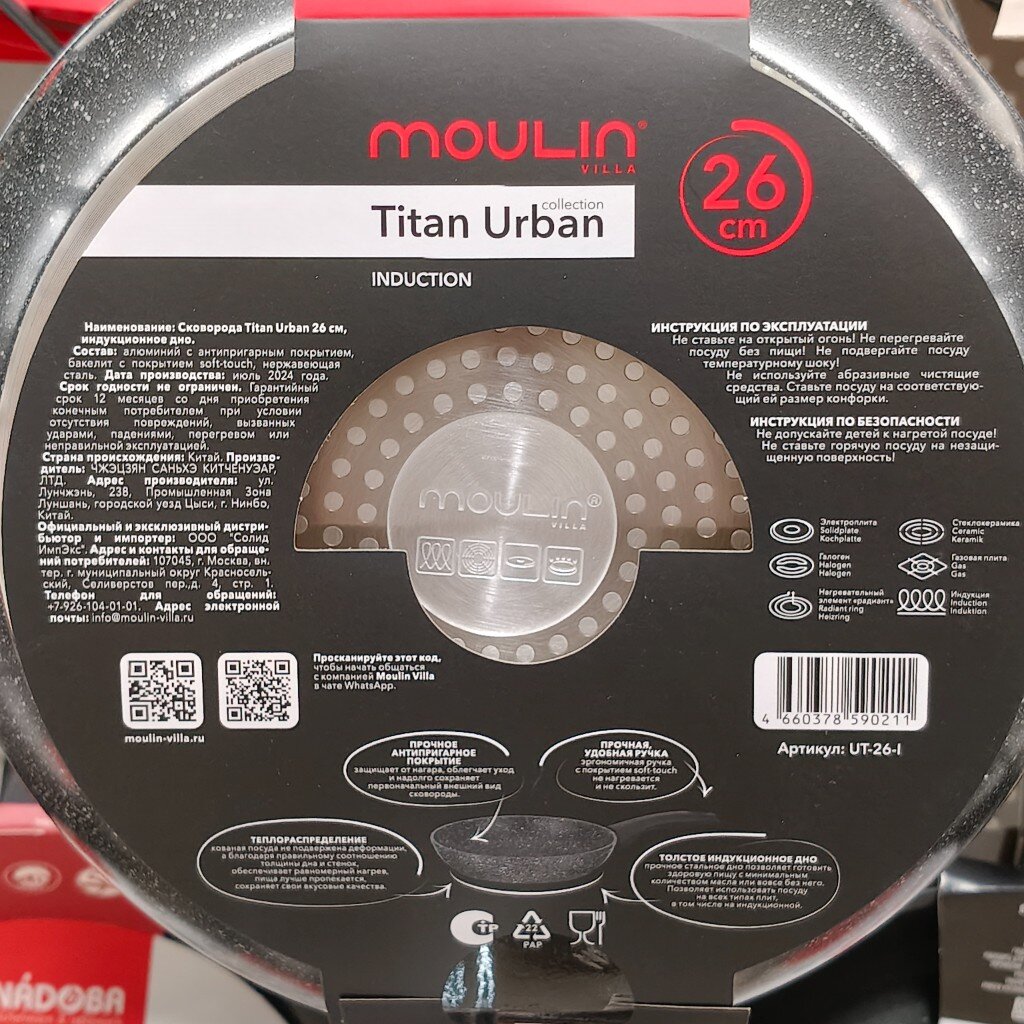 MOULIN®
VILLA
26
cm
collection
Titan Urban
INDUCTION
Наименование: Сковорода Titan Urban 26 см,
индукционное дно.
Состав: алюминий с антипригарным покрытием,
бакелит с покрытием soft-touch, нержавеющая
сталь. Дата производства: июль 2024 года.
Срок годности не ограничен. Гарантийный
срок 12 месяцев со дня приобретения
конечным потребителем при условии
отсутствия повреждений, вызванных
ударами, падениями, перегревом или
неправильной эксплуатацией.
Страна происхождения: Китай. Произво-
дитель: ЧЖЭЦЗЯН САНЬХЭ КИТЧЕНУЭАР,
ЛТД. Адрес производителя: ул.
Лунчжэнь, 238, Промышленная Зона
Луншань, городской уезд Цыси, г. Нинбо,
Китай.
Официальный и эксклюзивный дистри-
бьютор и импортер: ООО "Солид
ИмпЭкс". Адрес и контакты для обраще-
ний потребителей: 107045, г. Москва, вн.
тер. г. муниципальный округ Красносель-
ский, Селиверстов пер.,д. 4, стр. 1.
Телефон для обращений:
+7-926-104-01-01. Адрес электронной
почты: info@moulin-villa.ru
ИНСТРУКЦИЯ ПО ЭКСПЛУАТАЦИИ
Не ставьте на открытый огонь! Не перегревайте
посуду без пищи! Не подвергайте посуду
температурному шоку!
Не используйте абразивные чистящие
средства. Ставьте посуду на соответствую-
щий ей размер конфорки.
ИНСТРУКЦИЯ ПО БЕЗОПАСНОСТИ
Не допускайте детей к нагретой посуде!
Не ставьте горячую посуду на незащи-
щенную поверхность!
MOULIN®
VILLA
Электроплита
Solidplate
Kochplatte
Стеклокерамика
Ceramic
Keramik
Галоген
Halogen
Halogen
Газовая плита
Gas
Gas
Нагревательный
элемент «радиант»
Radiant ring
Heizring
Индукция
Induction
Induktion
moulin-villa.ru
Просканируйте этот код,
чтобы начать общаться
с компанией Moulin Villa
в чате WhatsApp.
4 660378 590211
Артикул: UT-26-I
ПРОЧНОЕ
АНТИПРИГАРНОЕ
ПОКРЫТИЕ
защищает от нагара, облегчает уход
и надолго сохраняет
первоначальный внешний вид
сковороды.
ПРОЧНАЯ,
УДОБНАЯ РУЧКА
эргономичная ручка
с покрытием soft-touch
не нагревается
и не скользит.
ТЕПЛОРАСПРЕДЕЛЕНИЕ
кованая посуда не подвержена деформации,
а благодаря правильному соотношению
толщины дна и стенок,
обеспечивает равномерный нагрев,
пища лучше пропекается,
сохраняет свои вкусовые качества.
ТОЛСТОЕ ИНДУКЦИОННОЕ ДНО
прочное стальное дно позволяет готовить
здоровую пищу с минимальным
количеством масла или вовсе без него.
Позволяет использовать посуду
на всех типах плит,
в том числе на индукционной.
22
PAP
NÁDOBA